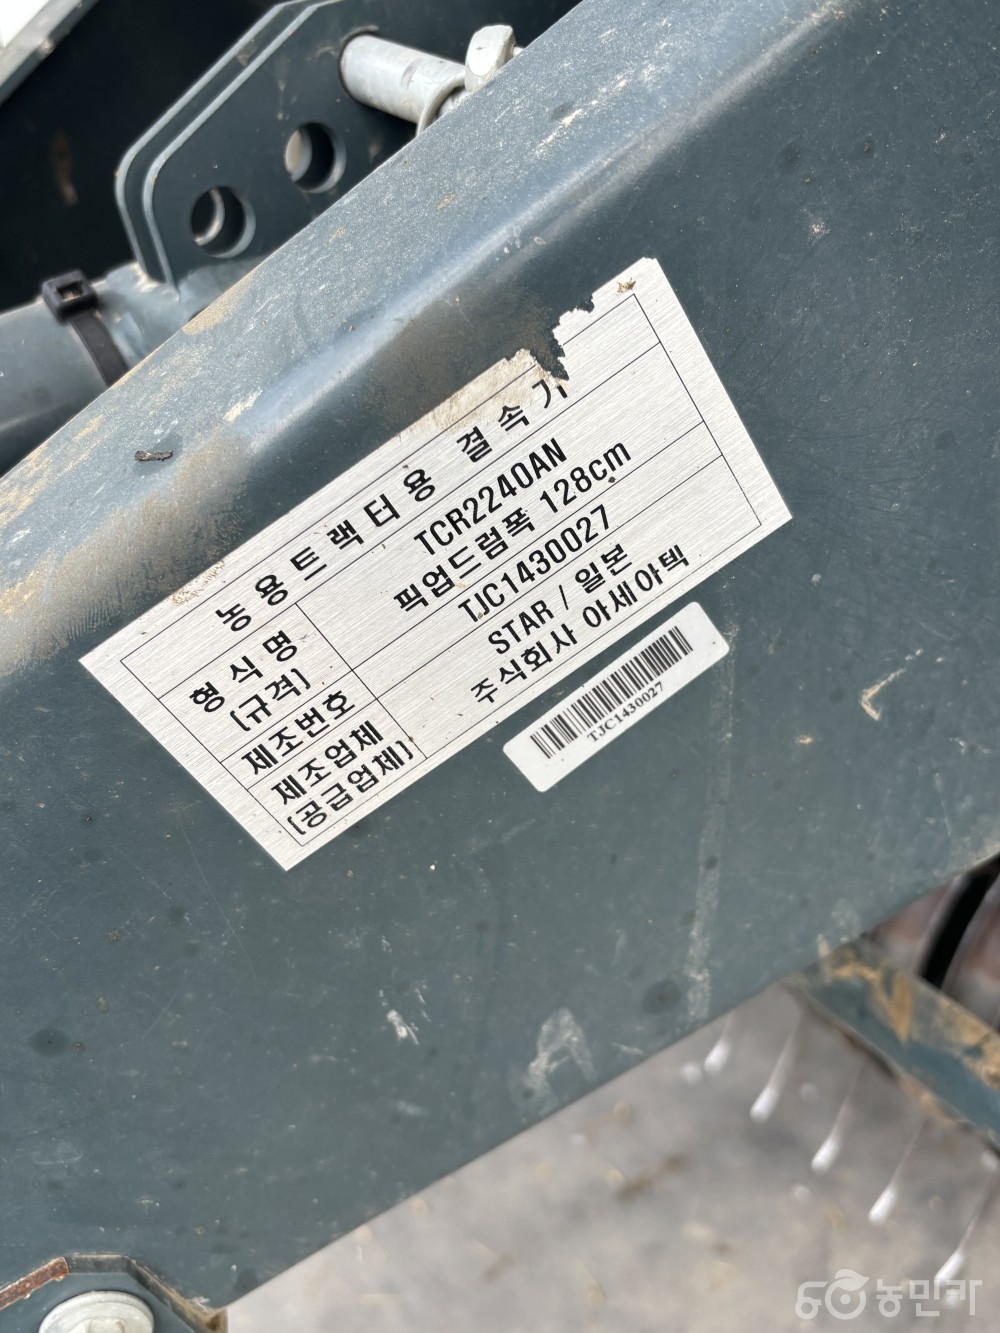 농용트랙터용 결속기
형식명 TCR2240AN
[규격] 픽업드럼폭 128cm
제조번호 TJC1430027
제조업체 STAR / 일본
[공급업체] 주식회사 아세아텍
TJC1430027
농민카